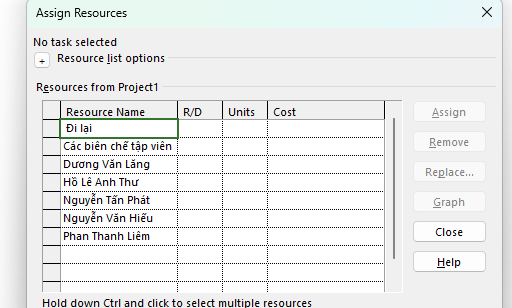 Assign Resources
No task selected
+ Resource list options
Resources from Project1
Resource Name R/D Units Cost
Đi lại
Các biên chế tập viên
Dương Văn Lăng
Hồ Lê Anh Thư
Nguyễn Tấn Phát
Nguyễn Văn Hiếu
Phan Thanh Liêm
Assign
Remove
Replace...
Graph
Close
Help
Hold down Ctrl and click to select multiple resources